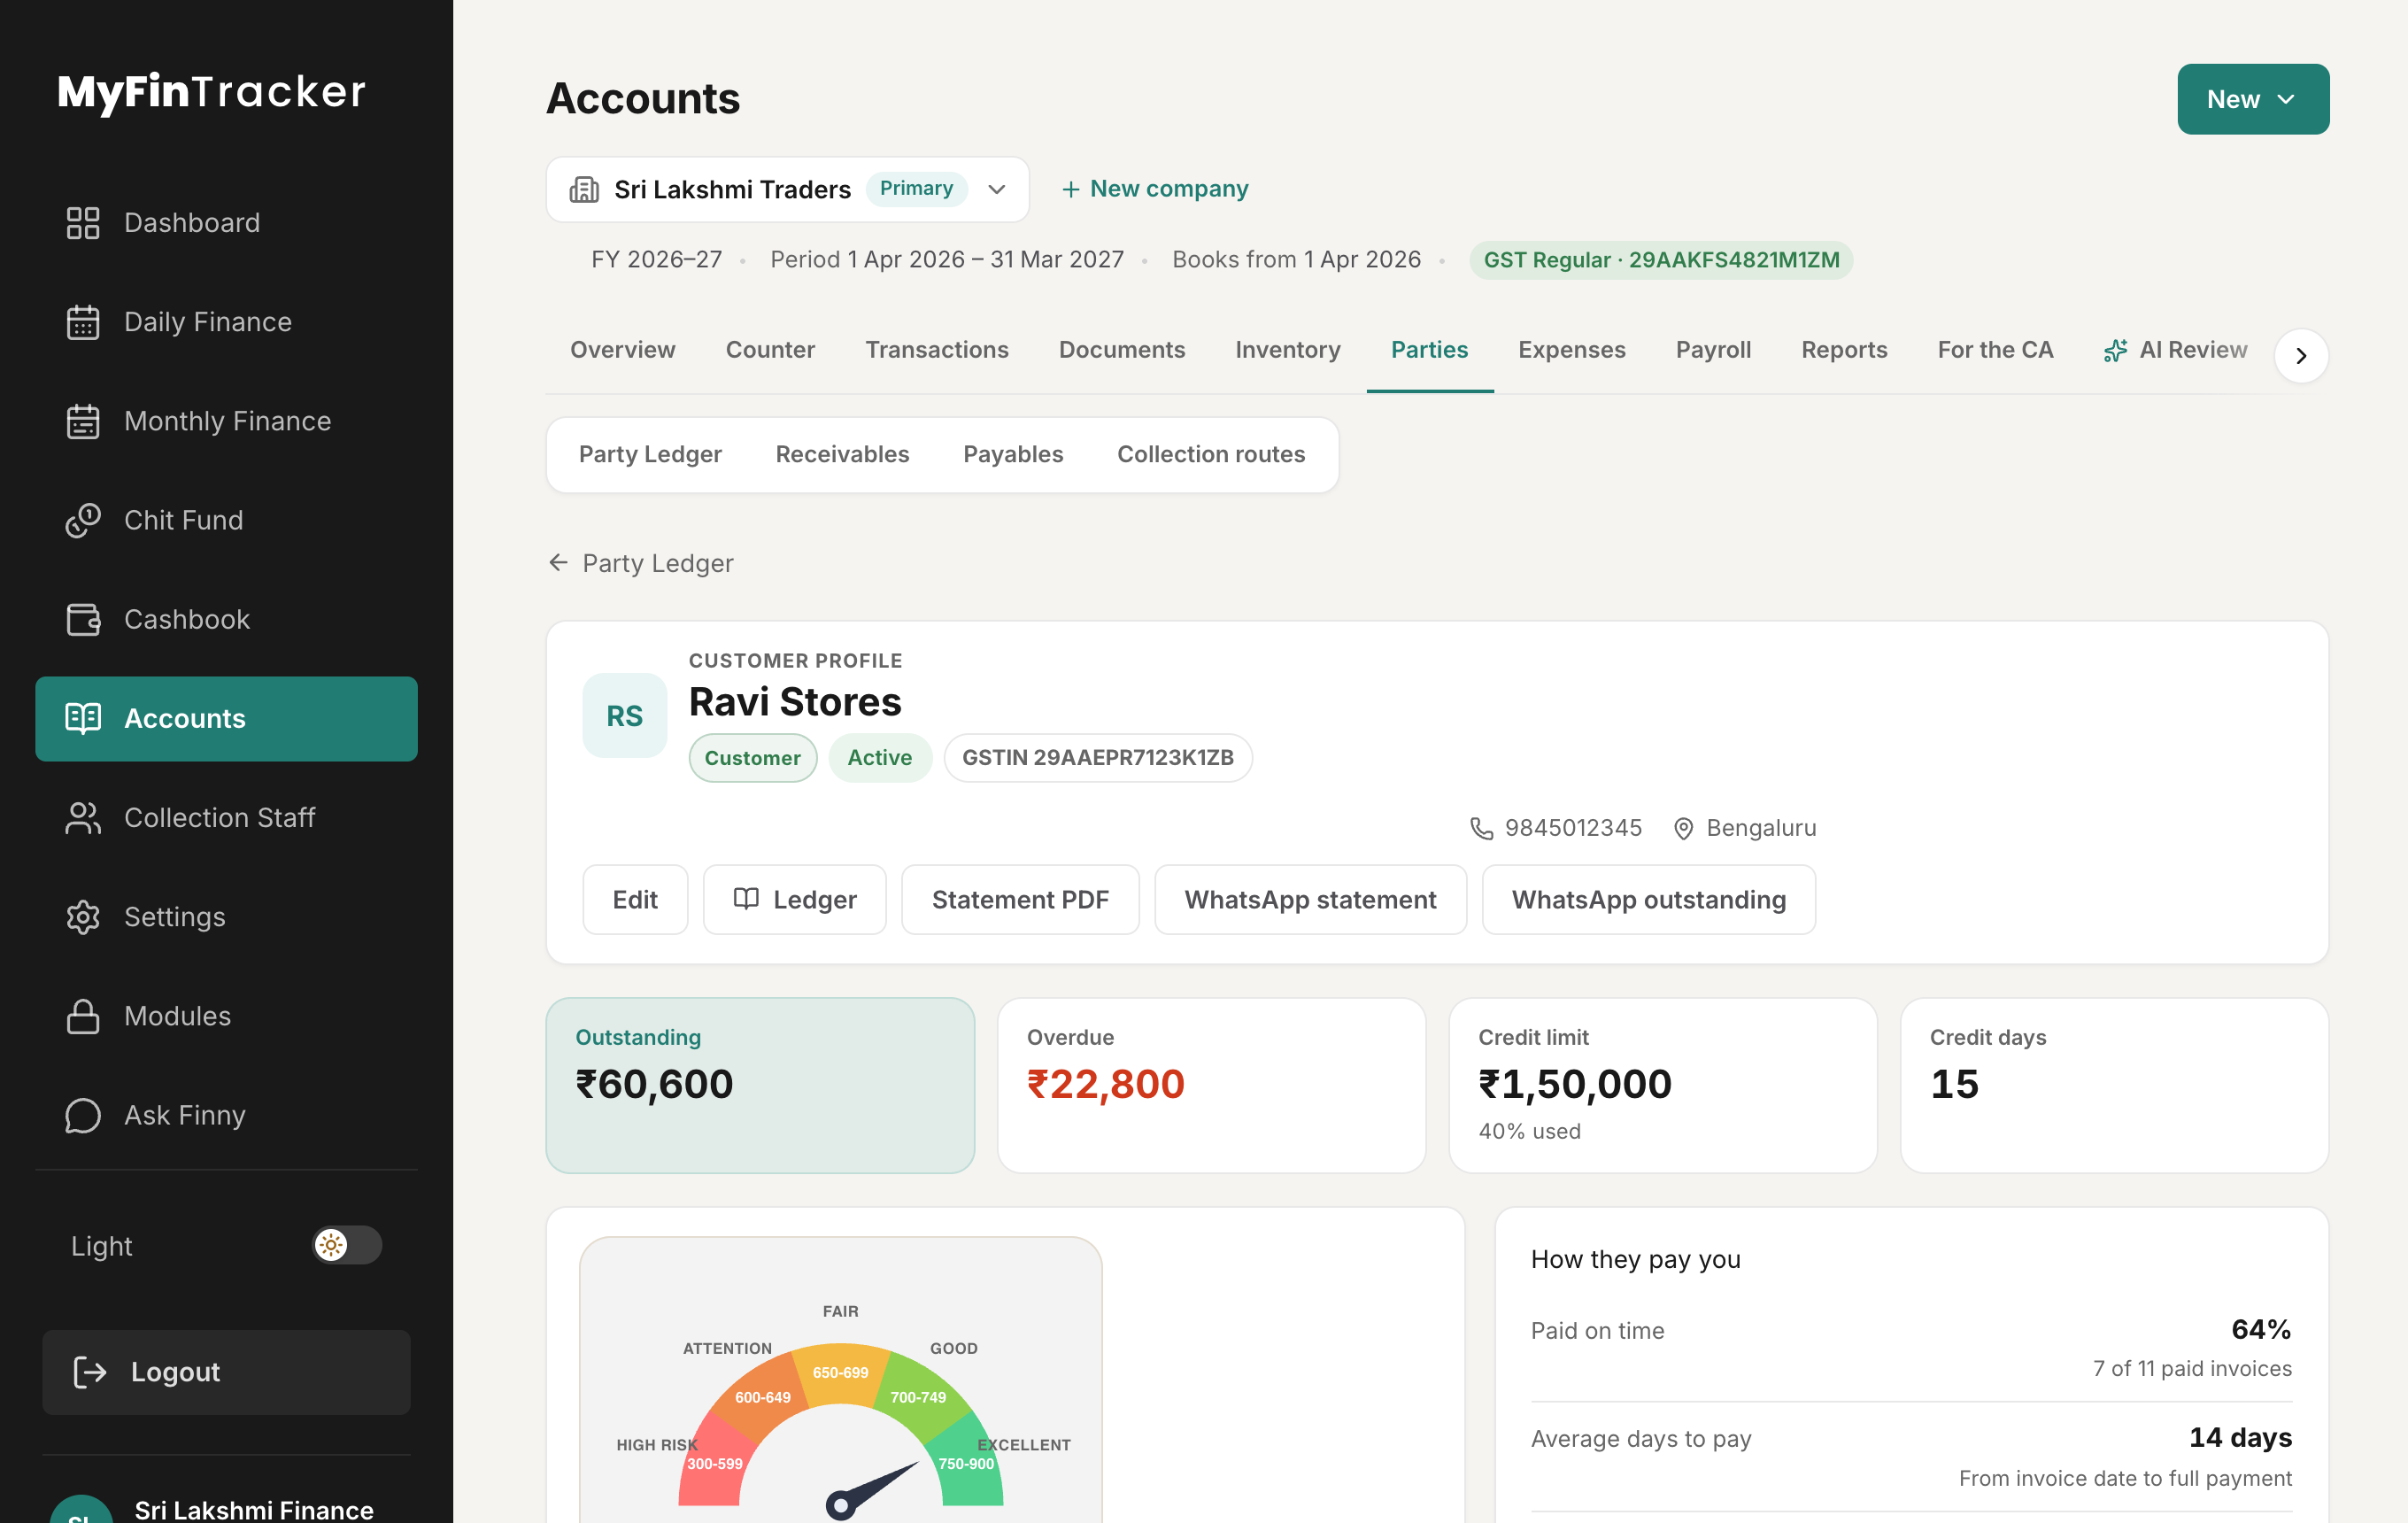 MyFinTracker
Dashboard
Daily Finance
Monthly Finance
Chit Fund
Cashbook
Accounts
Collection Staff
Settings
Modules
Ask Finny
Light
Logout
Sri Lakshmi Finance
Accounts
New
Sri Lakshmi Traders Primary
+ New company
FY 2026–27 • Period 1 Apr 2026 – 31 Mar 2027 • Books from 1 Apr 2026 • GST Regular · 29AAKFS4821M1ZM
Overview Counter Transactions Documents Inventory Parties Expenses Payroll Reports For the CA AI Review
Party Ledger Receivables Payables Collection routes
Party Ledger
CUSTOMER PROFILE
RS
Ravi Stores
Customer Active GSTIN 29AAEPR7123K1ZB
9845012345 Bengaluru
Edit Ledger Statement PDF WhatsApp statement WhatsApp outstanding
Outstanding
₹60,600
Overdue
₹22,800
Credit limit
₹1,50,000
40% used
Credit days
15
FAIR
ATTENTION GOOD
650-699
600-649 700-749
HIGH RISK EXCELLENT
300-599 750-900
How they pay you
Paid on time 64%
7 of 11 paid invoices
Average days to pay 14 days
From invoice date to full payment